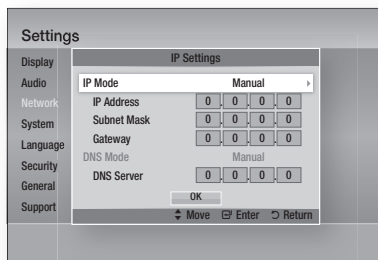 Settings
Display
Audio
Network
System
Language
Security
General
Support
IP Settings
IP Mode Manual
IP Address 0 . 0 . 0 . 0
Subnet Mask 0 . 0 . 0 . 0
Gateway 0 . 0 . 0 . 0
DNS Mode Manual
DNS Server 0 . 0 . 0 . 0
OK
Move Enter Return